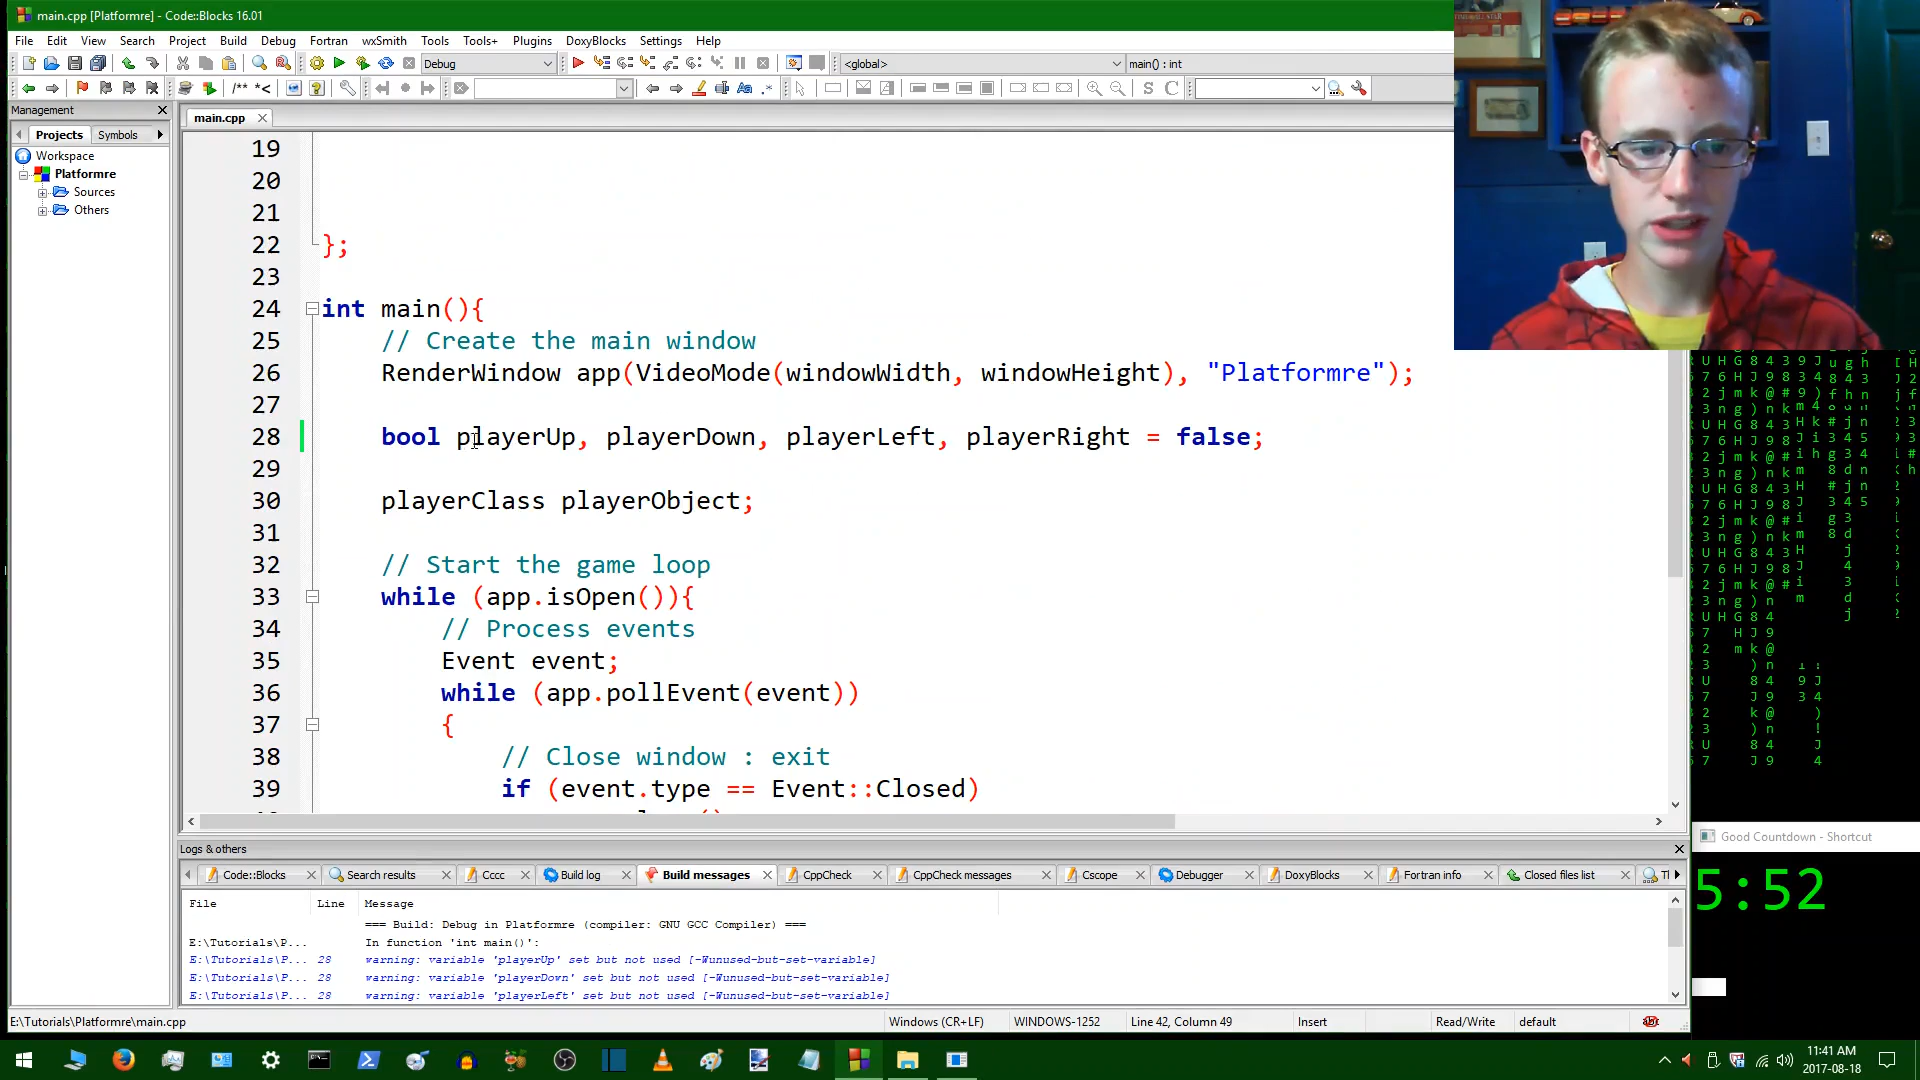 main.cpp [Platformre] - Code::Blocks 16.01
File Edit View Search Project Build Debug Fortran wxSmith Tools Tools+ Plugins DoxyBlocks Settings Help
Debug <global> main() : int
/** *<
Management
main.cpp
Projects Symbols
Workspace
Platformre
Sources
Others
19
20
21
22 };
23
24 int main(){
25 // Create the main window
26 RenderWindow app(VideoMode(windowWidth, windowHeight), "Platformre");
27
28 bool playerUp, playerDown, playerLeft, playerRight = false;
29
30 playerClass playerObject;
31
32 // Start the game loop
33 while (app.isOpen()){
34 // Process events
35 Event event;
36 while (app.pollEvent(event))
37 {
38 // Close window : exit
39 if (event.type == Event::Closed)
Good Countdown - Shortcut
5:52
Logs & others
Code::Blocks Search results Cccc Build log Build messages CppCheck CppCheck messages Cscope Debugger DoxyBlocks Fortran info Closed files list
File Line Message
=== Build: Debug in Platformre (compiler: GNU GCC Compiler) ===
E:\Tutorials\P... In function 'int main()':
E:\Tutorials\P... 28 warning: variable 'playerUp' set but not used [-Wunused-but-set-variable]
E:\Tutorials\P... 28 warning: variable 'playerDown' set but not used [-Wunused-but-set-variable]
E:\Tutorials\P... 28 warning: variable 'playerLeft' set but not used [-Wunused-but-set-variable]
E:\Tutorials\Platformre\main.cpp Windows (CR+LF) WINDOWS-1252 Line 42, Column 49 Insert Read/Write default
11:41 AM
2017-08-18